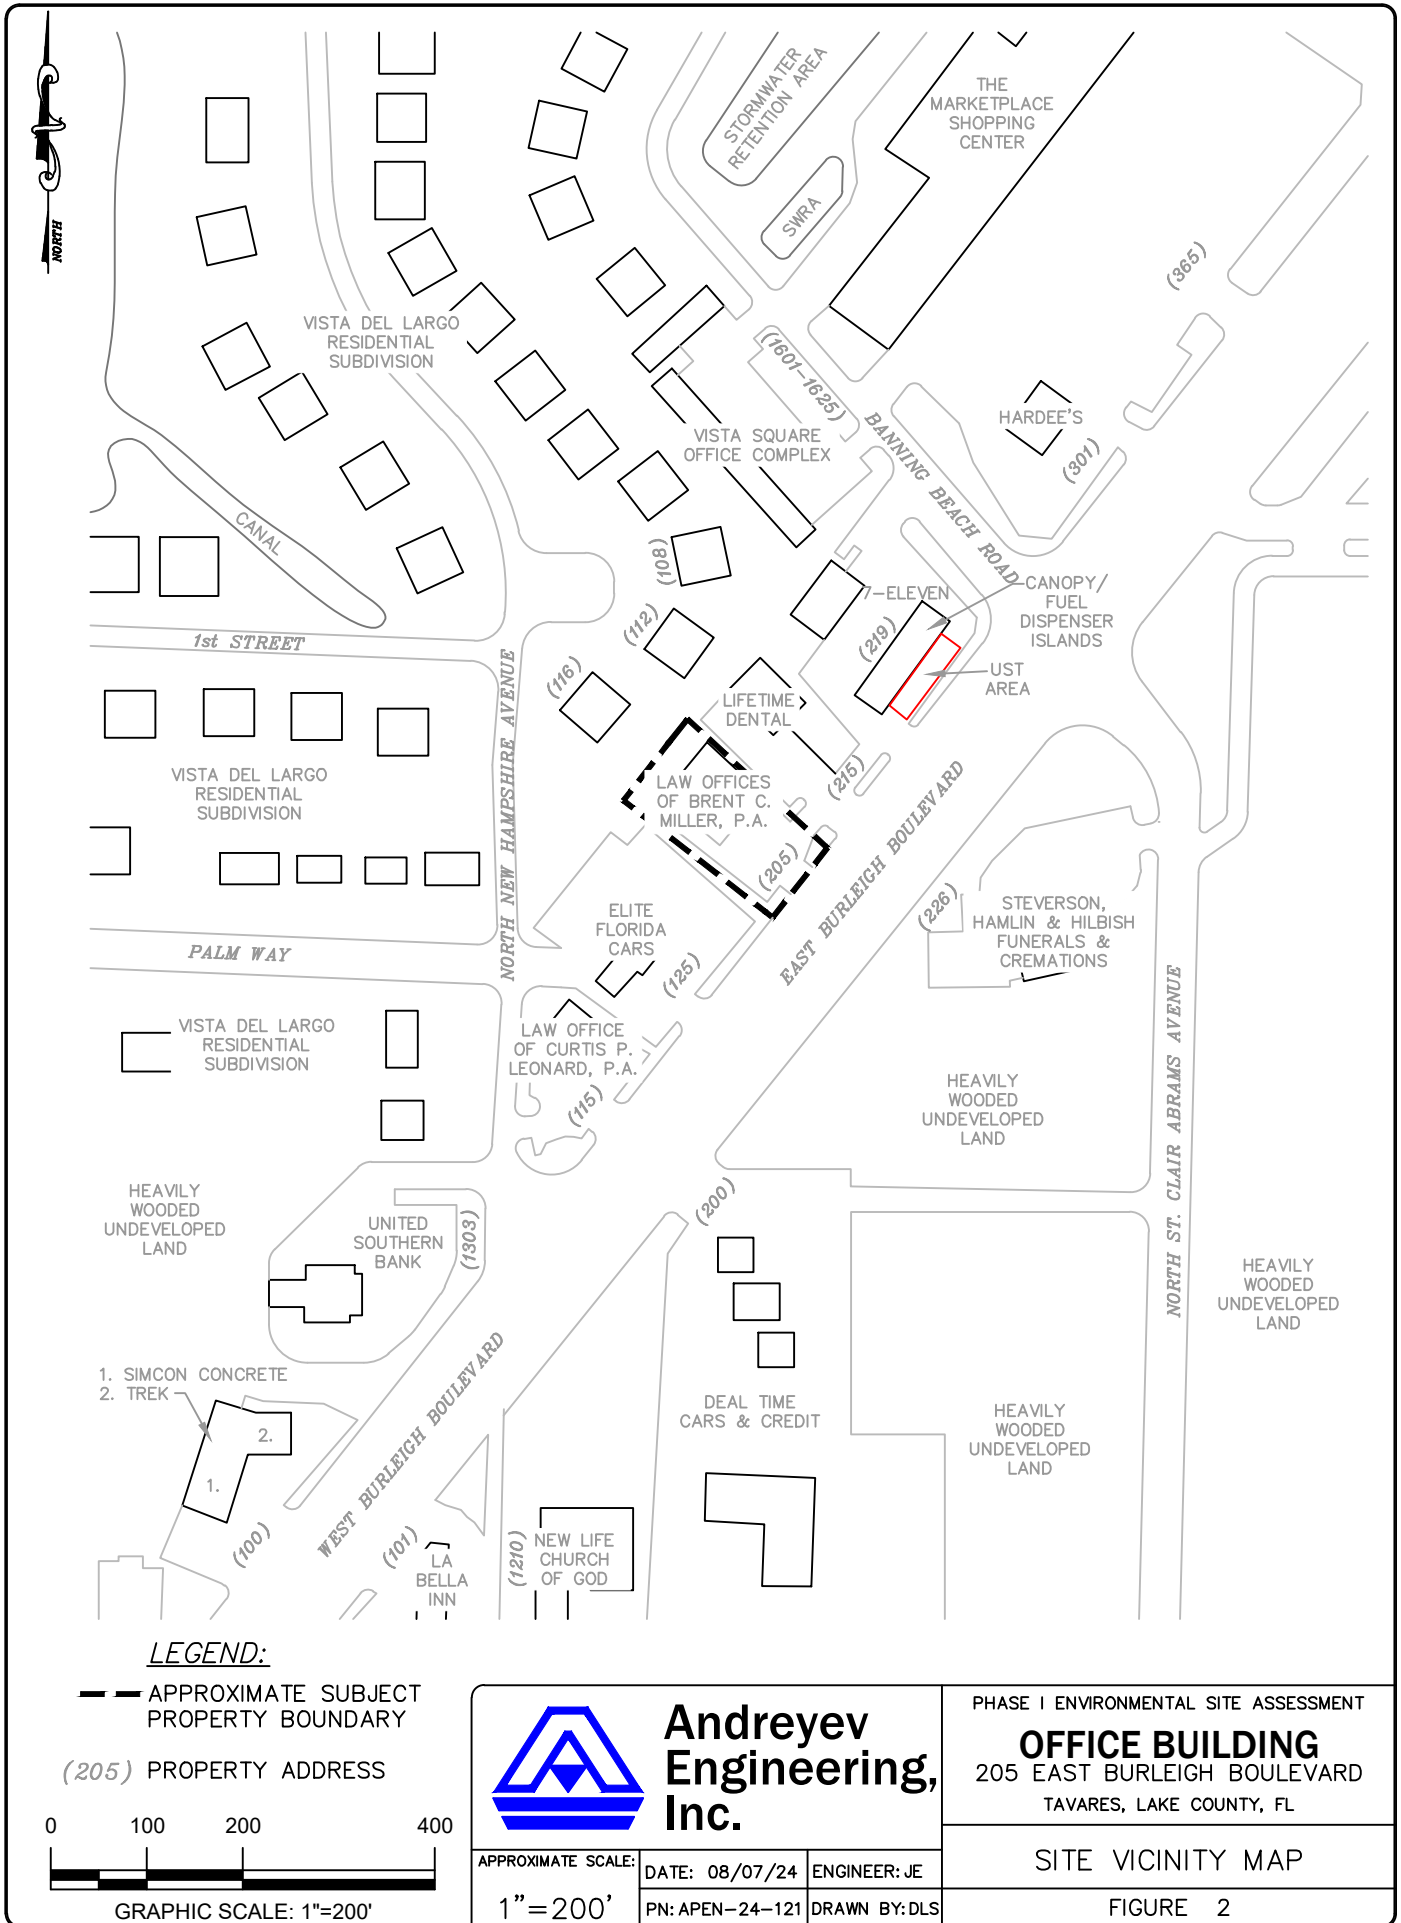 NORTH
STORMWATER
RETENTION AREA
SWRA
THE
MARKETPLACE
SHOPPING
CENTER
(365)
VISTA DEL LARGO
RESIDENTIAL
SUBDIVISION
(1601-1625)
BANNING BEACH ROAD
HARDEE'S
(301)
VISTA SQUARE
OFFICE COMPLEX
CANAL
(108)
1st STREET
(112)
(116)
7-ELEVEN
(219)
CANOPY/
FUEL
DISPENSER
ISLANDS
UST
AREA
NORTH NEW HAMPSHIRE AVENUE
LIFETIME
DENTAL
VISTA DEL LARGO
RESIDENTIAL
SUBDIVISION
LAW OFFICES
OF BRENT C.
MILLER, P.A.
(215)
(205)
EAST BURLEIGH BOULEVARD
(226)
STEVERSON,
HAMLIN & HILBISH
FUNERALS &
CREMATIONS
ELITE
FLORIDA
CARS
(125)
PALM WAY
VISTA DEL LARGO
RESIDENTIAL
SUBDIVISION
LAW OFFICE
OF CURTIS P.
LEONARD, P.A.
(115)
HEAVILY
WOODED
UNDEVELOPED
LAND
NORTH ST. CLAIR ABRAMS AVENUE
HEAVILY
WOODED
UNDEVELOPED
LAND
UNITED
SOUTHERN
BANK
(1303)
(200)
HEAVILY
WOODED
UNDEVELOPED
LAND
1. SIMCON CONCRETE
2. TREK
2.
1.
WEST BURLEIGH BOULEVARD
DEAL TIME
CARS & CREDIT
HEAVILY
WOODED
UNDEVELOPED
LAND
(100)
(101)
LA
BELLA
INN
(1210)
NEW LIFE
CHURCH
OF GOD
LEGEND:
APPROXIMATE SUBJECT
PROPERTY BOUNDARY
(205) PROPERTY ADDRESS
0 100 200 400
GRAPHIC SCALE: 1"=200'
Andreyev
Engineering,
Inc.
APPROXIMATE SCALE:
1"=200'
DATE: 08/07/24
ENGINEER: JE
PN: APEN-24-121
DRAWN BY: DLS
PHASE I ENVIRONMENTAL SITE ASSESSMENT
OFFICE BUILDING
205 EAST BURLEIGH BOULEVARD
TAVARES, LAKE COUNTY, FL
SITE VICINITY MAP
FIGURE 2